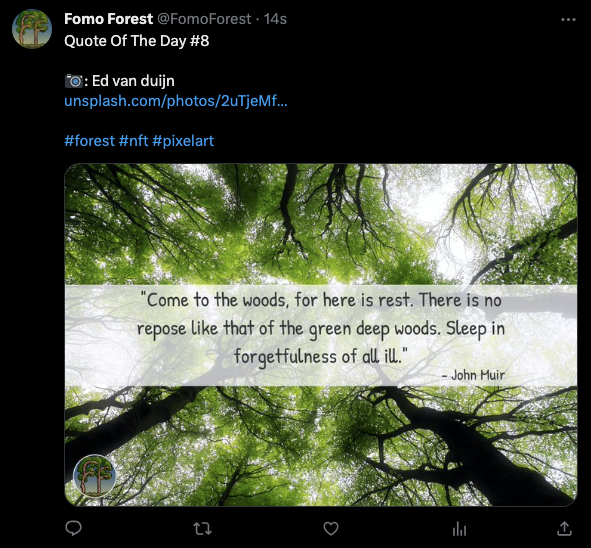 Fomo Forest @FomoForest · 14s
Quote Of The Day #8
📷: Ed van duijn
unsplash.com/photos/2uTjeMf...
#forest #nft #pixelart
"Come to the woods, for here is rest. There is no
repose like that of the green deep woods. Sleep in
forgetfulness of all ill."
- John Muir